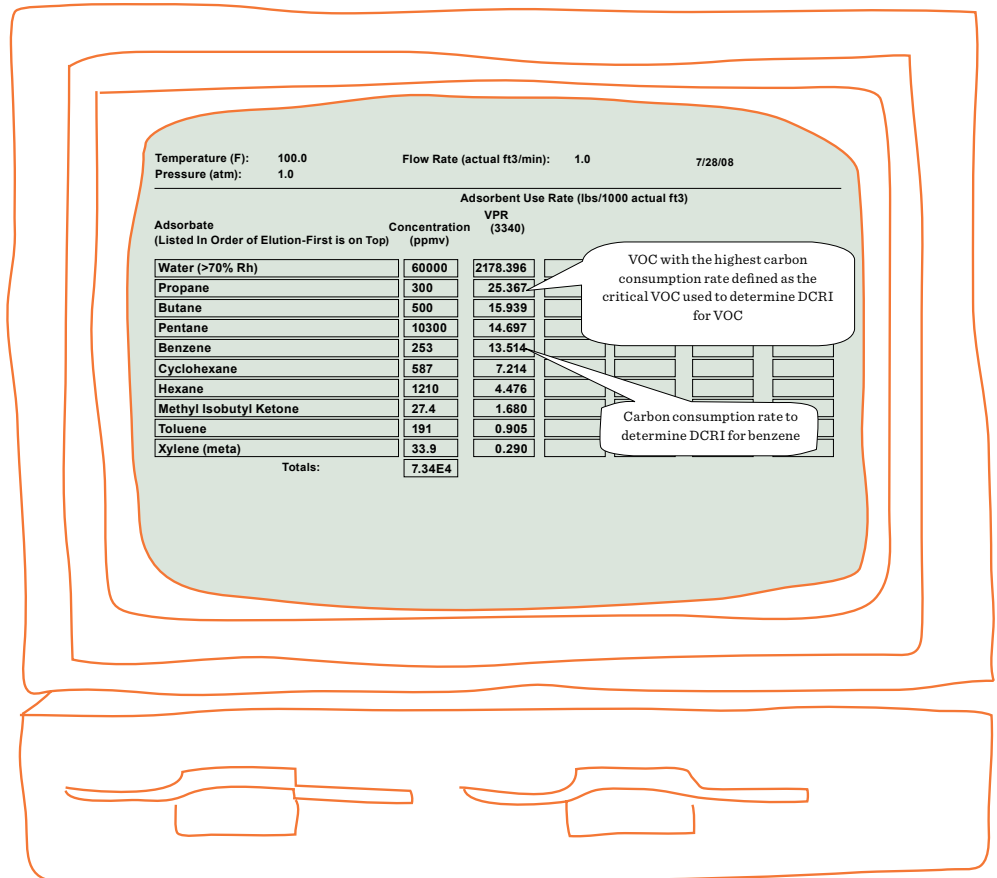 Temperature (F): 100.0 Flow Rate (actual ft3/min): 1.0 7/28/08
Pressure (atm): 1.0
Adsorbent Use Rate (lbs/1000 actual ft3)
Adsorbate Concentration VPR
(Listed In Order of Elution-First is on Top) (ppmv) (3340)
Water (>70% Rh) 60000 2178.396
Propane 300 25.367
Butane 500 15.939
Pentane 10300 14.697
Benzene 253 13.514
Cyclohexane 587 7.214
Hexane 1210 4.476
Methyl Isobutyl Ketone 27.4 1.680
Toluene 191 0.905
Xylene (meta) 33.9 0.290
Totals: 7.34E4
VOC with the highest carbon
consumption rate defined as the
critical VOC used to determine DCRI
for VOC
Carbon consumption rate to
determine DCRI for benzene